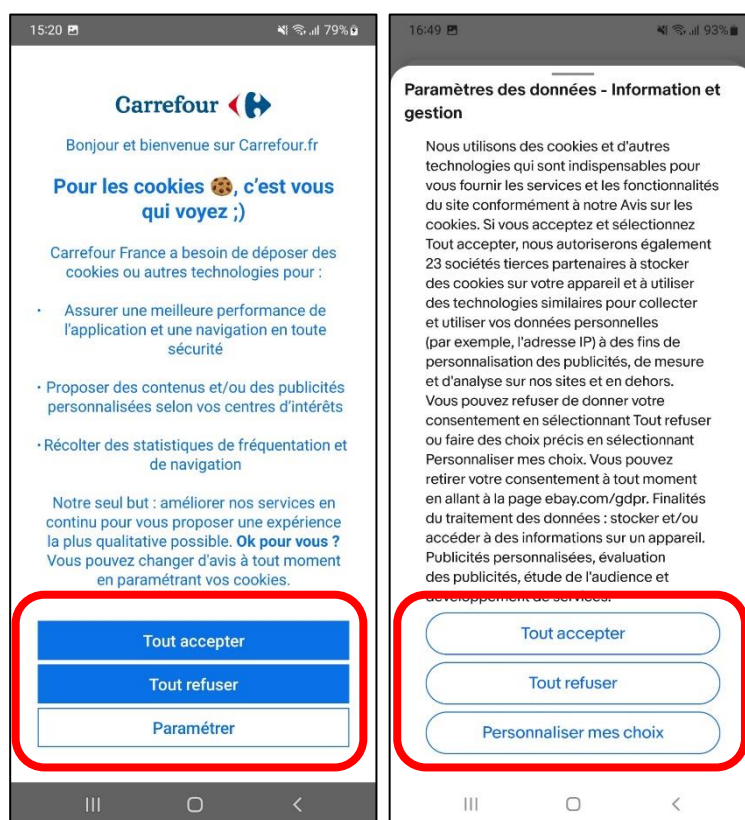 15:20
79%
Carrefour
Bonjour et bienvenue sur Carrefour.fr
Pour les cookies 🍪, c'est vous
qui voyez ;)
Carrefour France a besoin de déposer des
cookies ou autres technologies pour :
· Assurer une meilleure performance de
l'application et une navigation en toute
sécurité
· Proposer des contenus et/ou des publicités
personnalisées selon vos centres d'intérêts
· Récolter des statistiques de fréquentation et
de navigation
Notre seul but : améliorer nos services en
continu pour vous proposer une expérience
la plus qualitative possible. Ok pour vous ?
Vous pouvez changer d'avis à tout moment
en paramétrant vos cookies.
Tout accepter
Tout refuser
Paramétrer
16:49
93%
Paramètres des données - Information et
gestion
Nous utilisons des cookies et d'autres
technologies qui sont indispensables pour
vous fournir les services et les fonctionnalités
du site conformément à notre Avis sur les
cookies. Si vous acceptez et sélectionnez
Tout accepter, nous autoriserons également
23 sociétés tierces partenaires à stocker
des cookies sur votre appareil et à utiliser
des technologies similaires pour collecter
et utiliser vos données personnelles
(par exemple, l'adresse IP) à des fins de
personnalisation des publicités, de mesure
et d'analyse sur nos sites et en dehors.
Vous pouvez refuser de donner votre
consentement en sélectionnant Tout refuser
ou faire des choix précis en sélectionnant
Personnaliser mes choix. Vous pouvez
retirer votre consentement à tout moment
en allant à la page ebay.com/gdpr. Finalités
du traitement des données : stocker et/ou
accéder à des informations sur un appareil.
Publicités personnalisées, évaluation
des publicités, étude de l'audience et
développement de services.
Tout accepter
Tout refuser
Personnaliser mes choix